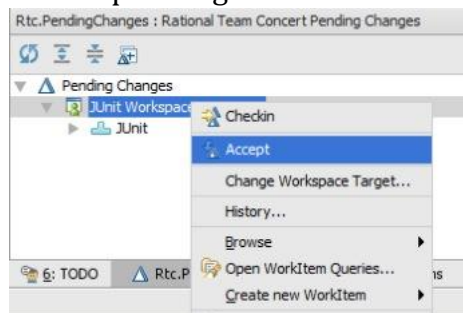 Rtc.PendingChanges : Rational Team Concert Pending Changes
Pending Changes
JUnit Workspace
JUnit
Checkin
Accept
Change Workspace Target...
History...
Browse
Open WorkItem Queries...
Create new WorkItem
6: TODO
Rtc.P